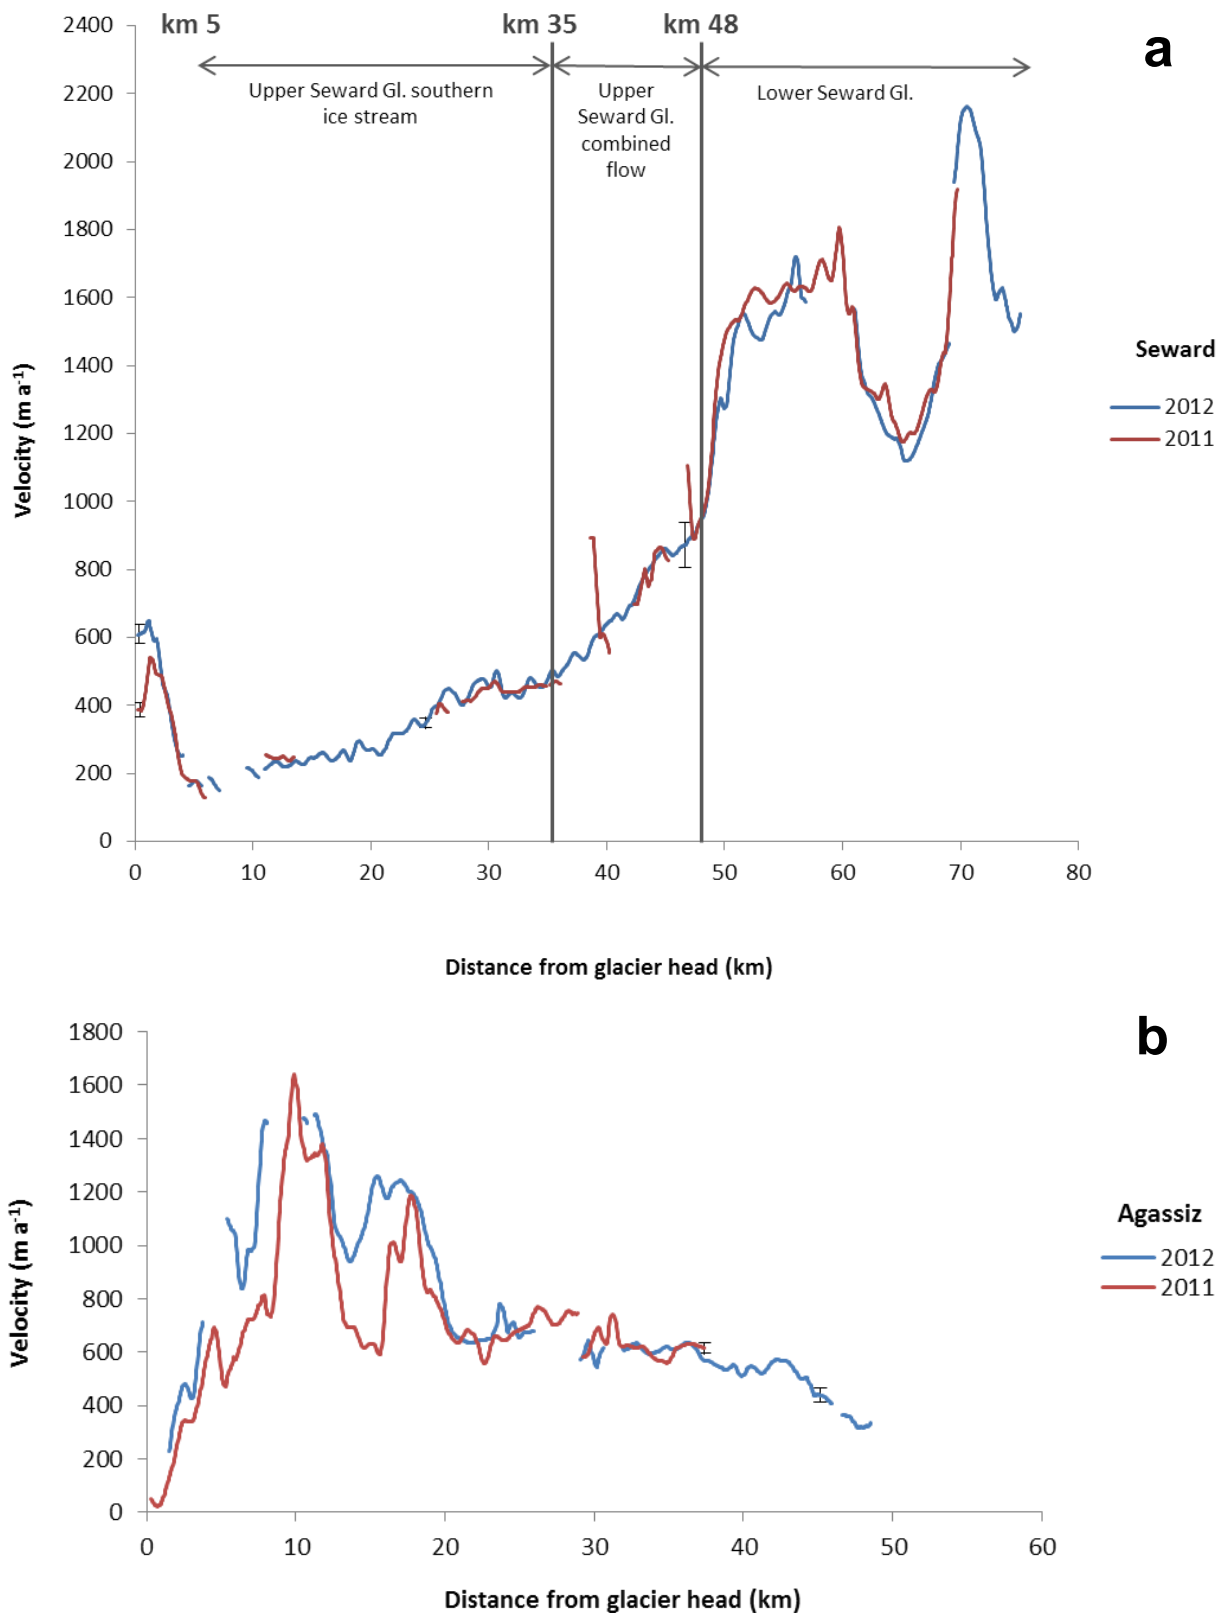 a
km 5 km 35 km 48
Upper Seward Gl. southern
ice stream
Upper
Seward Gl.
combined
flow
Lower Seward Gl.
2400
2200
2000
1800
1600
1400
1200
1000
800
600
400
200
0
Velocity (m a-1)
0 10 20 30 40 50 60 70 80
Distance from glacier head (km)
Seward
2012
2011
b
1800
1600
1400
1200
1000
800
600
400
200
0
Velocity (m a-1)
0 10 20 30 40 50 60
Distance from glacier head (km)
Agassiz
2012
2011